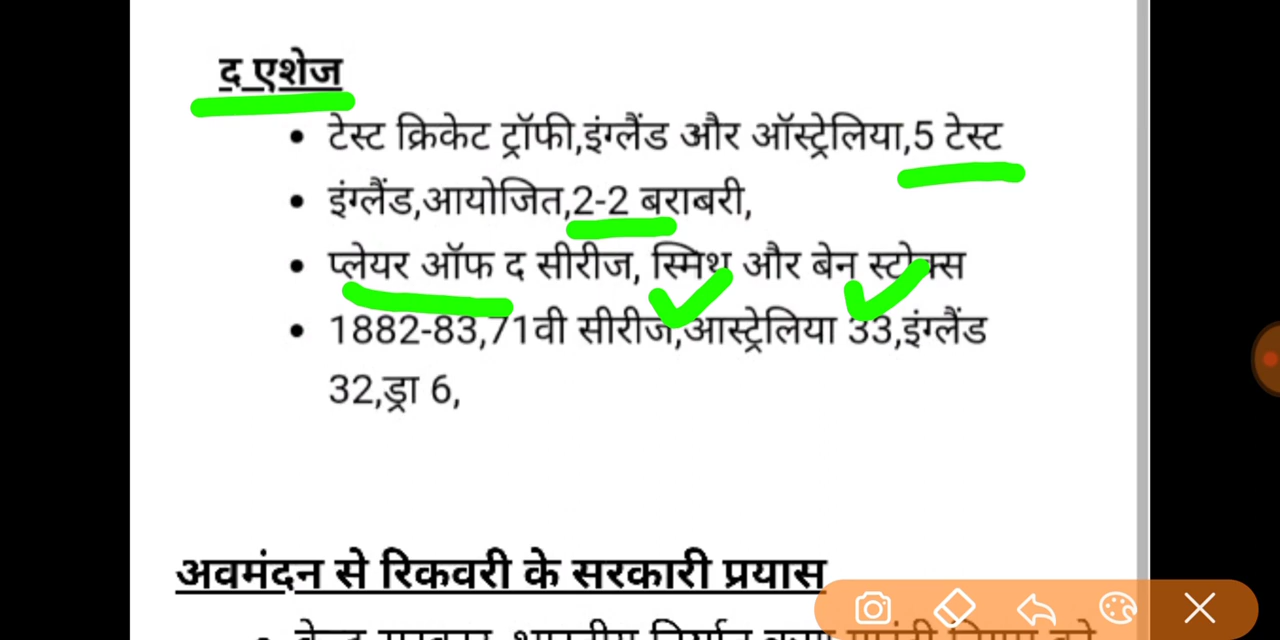 द एशेज
• टेस्ट क्रिकेट ट्रॉफी,इंग्लैंड और ऑस्ट्रेलिया,5 टेस्ट
• इंग्लैंड,आयोजित,2-2 बराबरी,
• प्लेयर ऑफ द सीरीज, स्मिथ और बेन स्टोक्स
• 1882-83,71वी सीरीज,आस्ट्रेलिया 33,इंग्लैंड
32,ड्रा 6,
अवमंदन से रिकवरी के सरकारी प्रयास